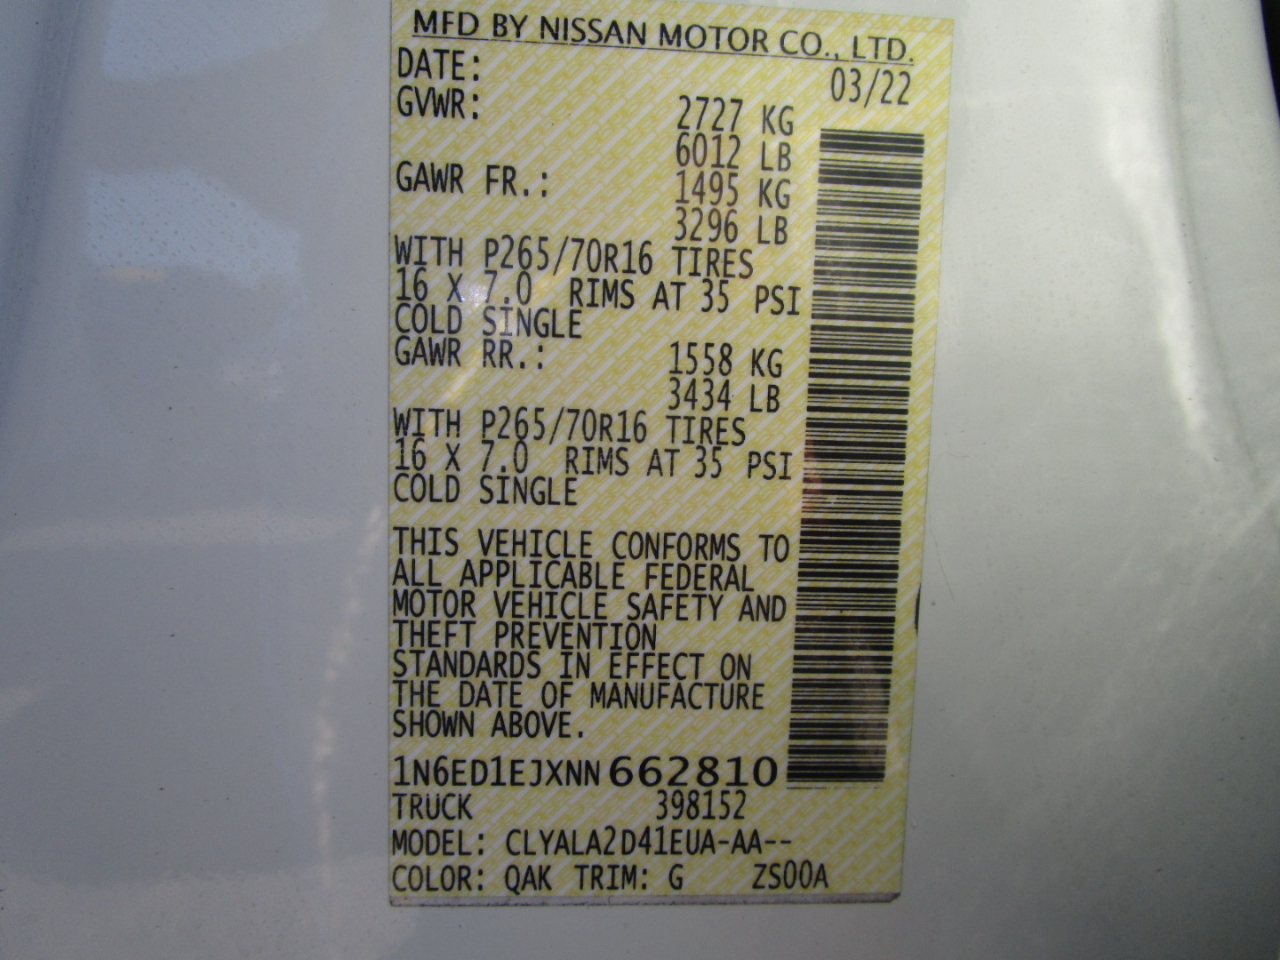 MFD BY NISSAN MOTOR CO., LTD.
DATE: 03/22
GVWR: 2727 KG
6012 LB
GAWR FR.: 1495 KG
3296 LB
WITH P265/70R16 TIRES
16 X 7.0 RIMS AT 35 PSI
COLD SINGLE
GAWR RR.: 1558 KG
3434 LB
WITH P265/70R16 TIRES
16 X 7.0 RIMS AT 35 PSI
COLD SINGLE
THIS VEHICLE CONFORMS TO
ALL APPLICABLE FEDERAL
MOTOR VEHICLE SAFETY AND
THEFT PREVENTION
STANDARDS IN EFFECT ON
THE DATE OF MANUFACTURE
SHOWN ABOVE.
1N6ED1EJXNN662810
TRUCK 398152
MODEL: CLYALA2D41EUA-AA--
COLOR: QAK TRIM: G ZS00A